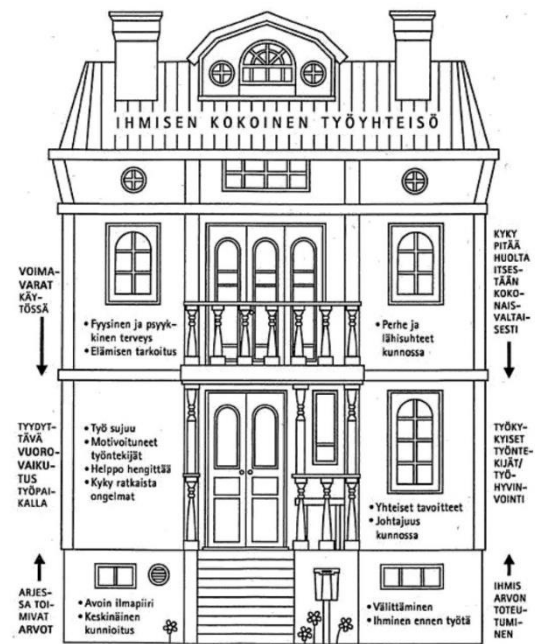 IHMISEN KOKOINEN TYÖYHTEISÖ
VOIMA-
VARAT
KÄY-
TÖSSÄ
• Fyysinen ja psyyk-
kinen terveys
• Elämisen tarkoitus
• Perhe ja
lähisuhteet
kunnossa
KYKY
PITÄÄ
HUOLTA
ITSES-
TÄÄN
KOKO-
NAIS-
VALTAI-
SESTI
TYYDYT-
TÄVÄ
VUORO-
VAIKU-
TUS
TYÖPAI-
KALLA
• Työ sujuu
• Motivoituneet
työntekijät
• Helppo hengittää
• Kyky ratkaista
ongelmat
• Yhteiset tavoitteet
• Johtajuus
kunnossa
TYÖKY-
KYISET
TYÖNTE-
KIJÄT/
TYÖ-
HYVIN-
VOINTI
ARJES-
SA TOI-
MIVAT
ARVOT
• Avoin ilmapiiri
• Keskinäinen
kunnioitus
• Välittäminen
• Ihminen ennen työtä
IHMIS
ARVON
TOTEU-
TUMI-
NEN